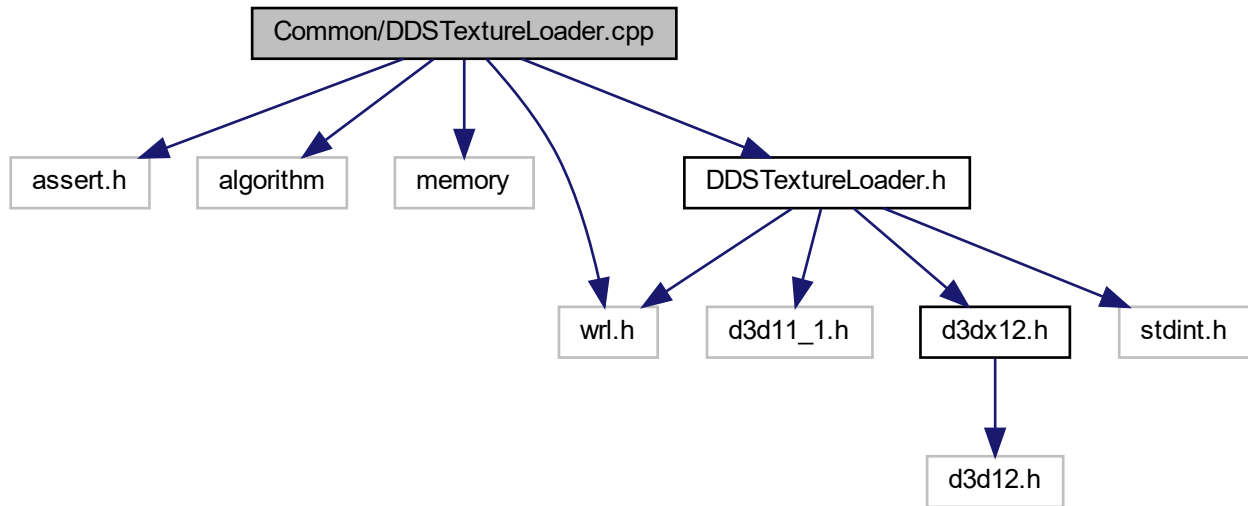 Common/DDSTextureLoader.cpp
assert.h
algorithm
memory
DDSTextureLoader.h
wrl.h
d3d11_1.h
d3dx12.h
stdint.h
d3d12.h